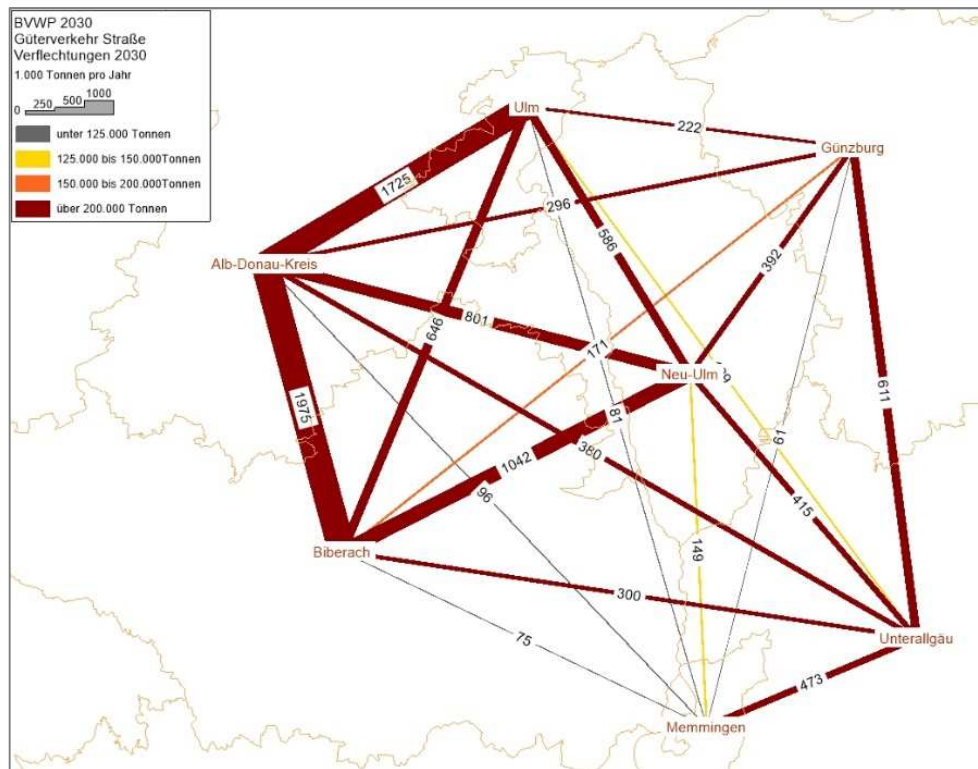 BVWP 2030
Güterverkehr Straße
Verflechtungen 2030
1.000 Tonnen pro Jahr
0 250 500 1000
unter 125.000 Tonnen
125.000 bis 150.000Tonnen
150.000 bis 200.000Tonnen
über 200.000 Tonnen
Ulm
222
Günzburg
1725
296
586
392
Alb-Donau-Kreis
801
646
171
Neu-Ulm
611
1975
81
61
380
1042
96
415
149
Biberach
300
75
Unterallgäu
473
Memmingen